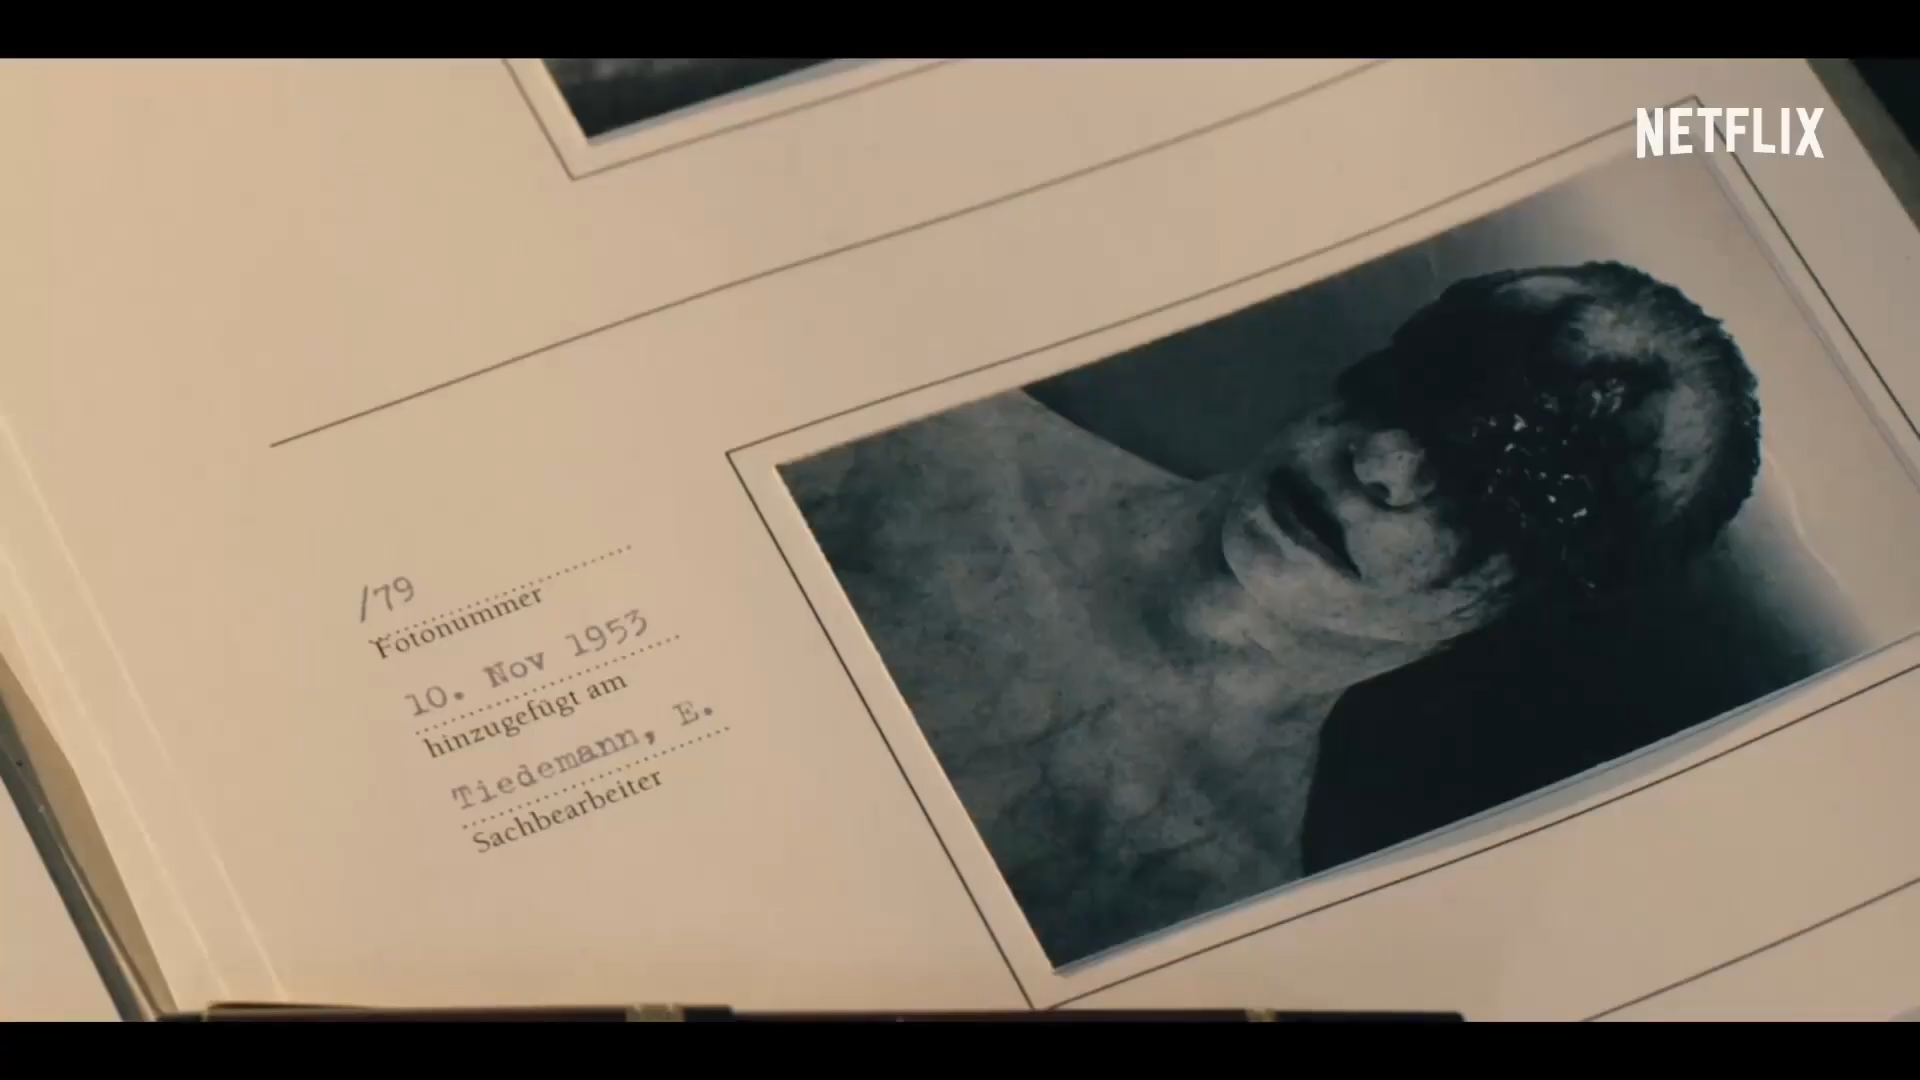 NETFLIX
/79
Fotonummer
10. Nov 1953
hinzugefügt am
Tiedemann, E.
Sachbearbeiter